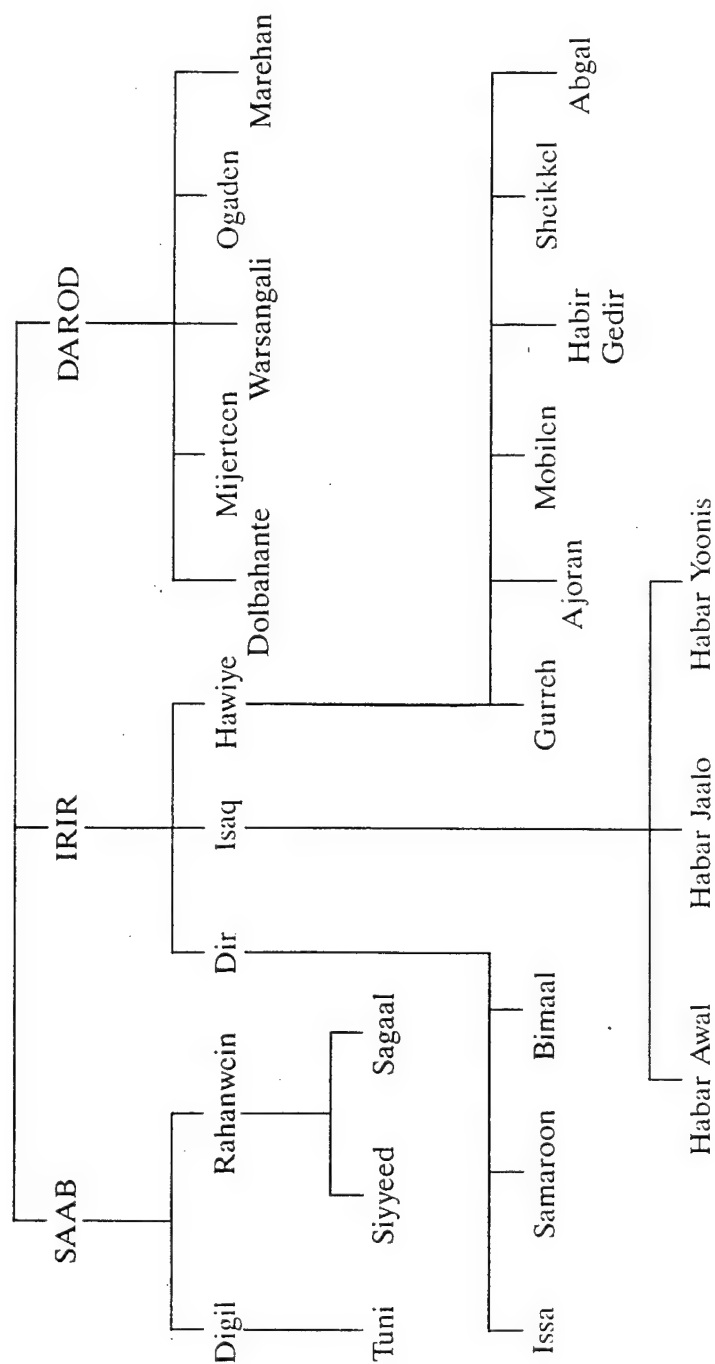 SAAB IRIR DAROD
Digil Rahanwein Dir Isaq Hawiye Dolbahante Mijerteen Warsangali Ogaden Marehan
Tuni Siyyeed Sagaal
Issa Samaroon Bimaal Gurreh Ajoran Mobilen Habir Sheikkel Abgal
Gedir
Habar Awal Habar Jaalo Habar Yoonis